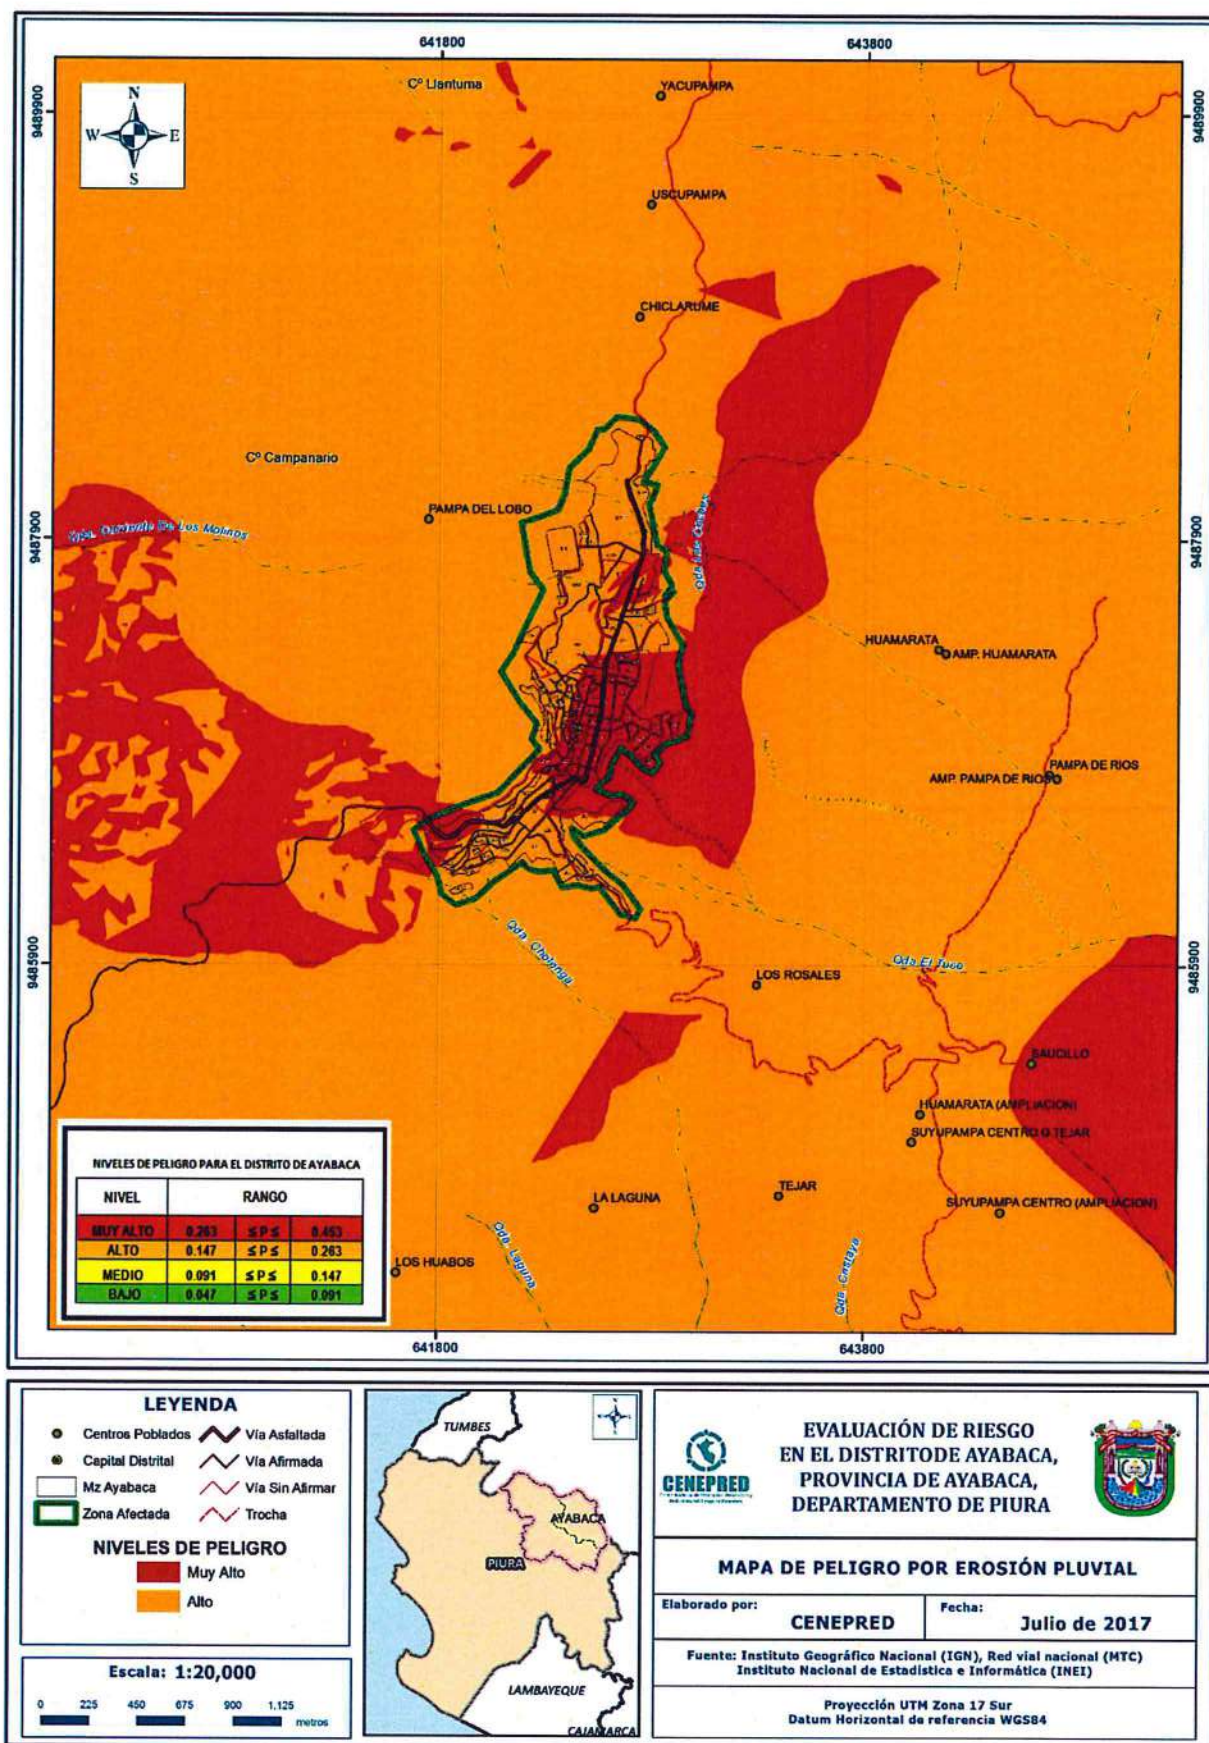 641800
643800
9489900
9489900
N
W
E
S
Cº Llantuma
YACUPAMPA
USCUPAMPA
CHICLARUME
Cº Campanario
PAMPA DEL LOBO
Qda. Corriente De Los Molinos
9487900
9487900
HUAMARATA
AMP. HUAMARATA
PAMPA DE RIOS
AMP. PAMPA DE RIOS
Qda. Cholanga
Qda El Tuco
9485900
9485900
LOS ROSALES
SAUCILLO
HUAMARATA (AMPLIACION)
SUYUPAMPA CENTRO O TEJAR
TEJAR
LA LAGUNA
SUYUPAMPA CENTRO (AMPLIACION)
LOS HUABOS
Qda. Laguna
NIVELES DE PELIGRO PARA EL DISTRITO DE AYABACA
NIVEL RANGO
MUY ALTO 0.263 ≤P≤ 0.453
ALTO 0.147 ≤P≤ 0.263
MEDIO 0.091 ≤P≤ 0.147
BAJO 0.047 ≤P≤ 0.091
641800
643800
LEYENDA
Centros Poblados Vía Asfaltada
Capital Distrital Vía Afirmada
Mz Ayabaca Vía Sin Afirmar
Zona Afectada Trocha
NIVELES DE PELIGRO
Muy Alto
Alto
Escala: 1:20,000
0 225 450 675 900 1,125
metros
TUMBES
AYABACA
PIURA
LAMBAYEQUE
CAJAMARCA
CENEPRED
EVALUACIÓN DE RIESGO
EN EL DISTRITODE AYABACA,
PROVINCIA DE AYABACA,
DEPARTAMENTO DE PIURA
MAPA DE PELIGRO POR EROSIÓN PLUVIAL
Elaborado por:
CENEPRED
Fecha:
Julio de 2017
Fuente: Instituto Geográfico Nacional (IGN), Red vial nacional (MTC)
Instituto Nacional de Estadística e Informática (INEI)
Proyección UTM Zona 17 Sur
Datum Horizontal de referencia WGS84